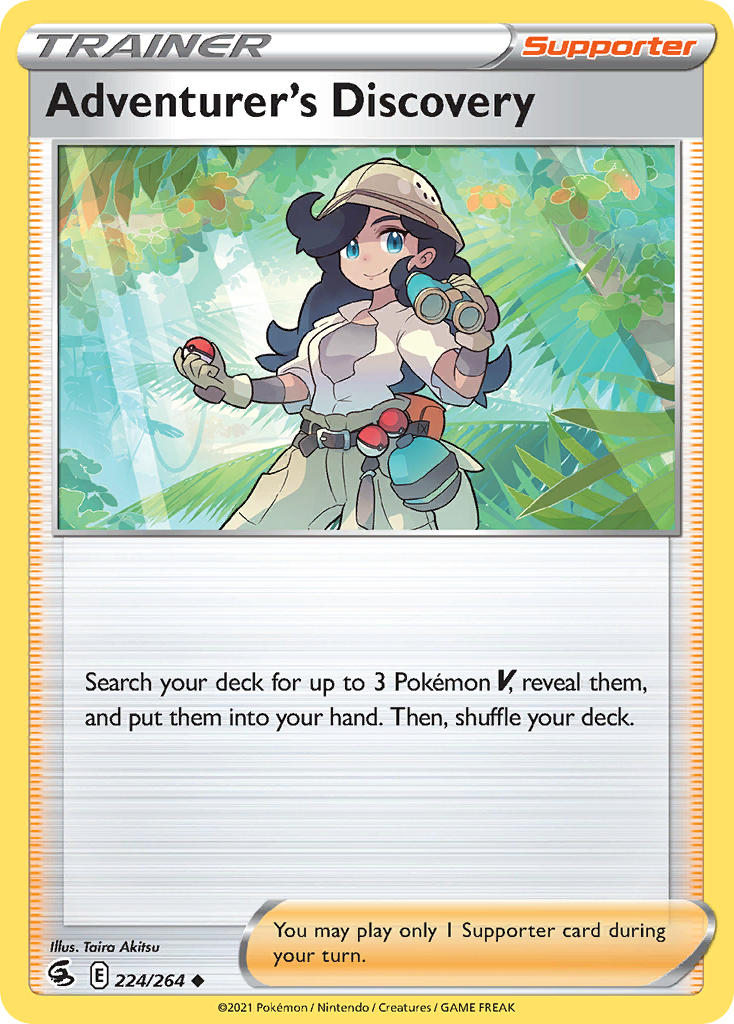 TRAINER
Supporter
Adventurer's Discovery
Search your deck for up to 3 Pokémon V, reveal them,
and put them into your hand. Then, shuffle your deck.
You may play only 1 Supporter card during
your turn.
Illus. Taira Akitsu
E 224/264 ◆
©2021 Pokémon / Nintendo / Creatures / GAME FREAK